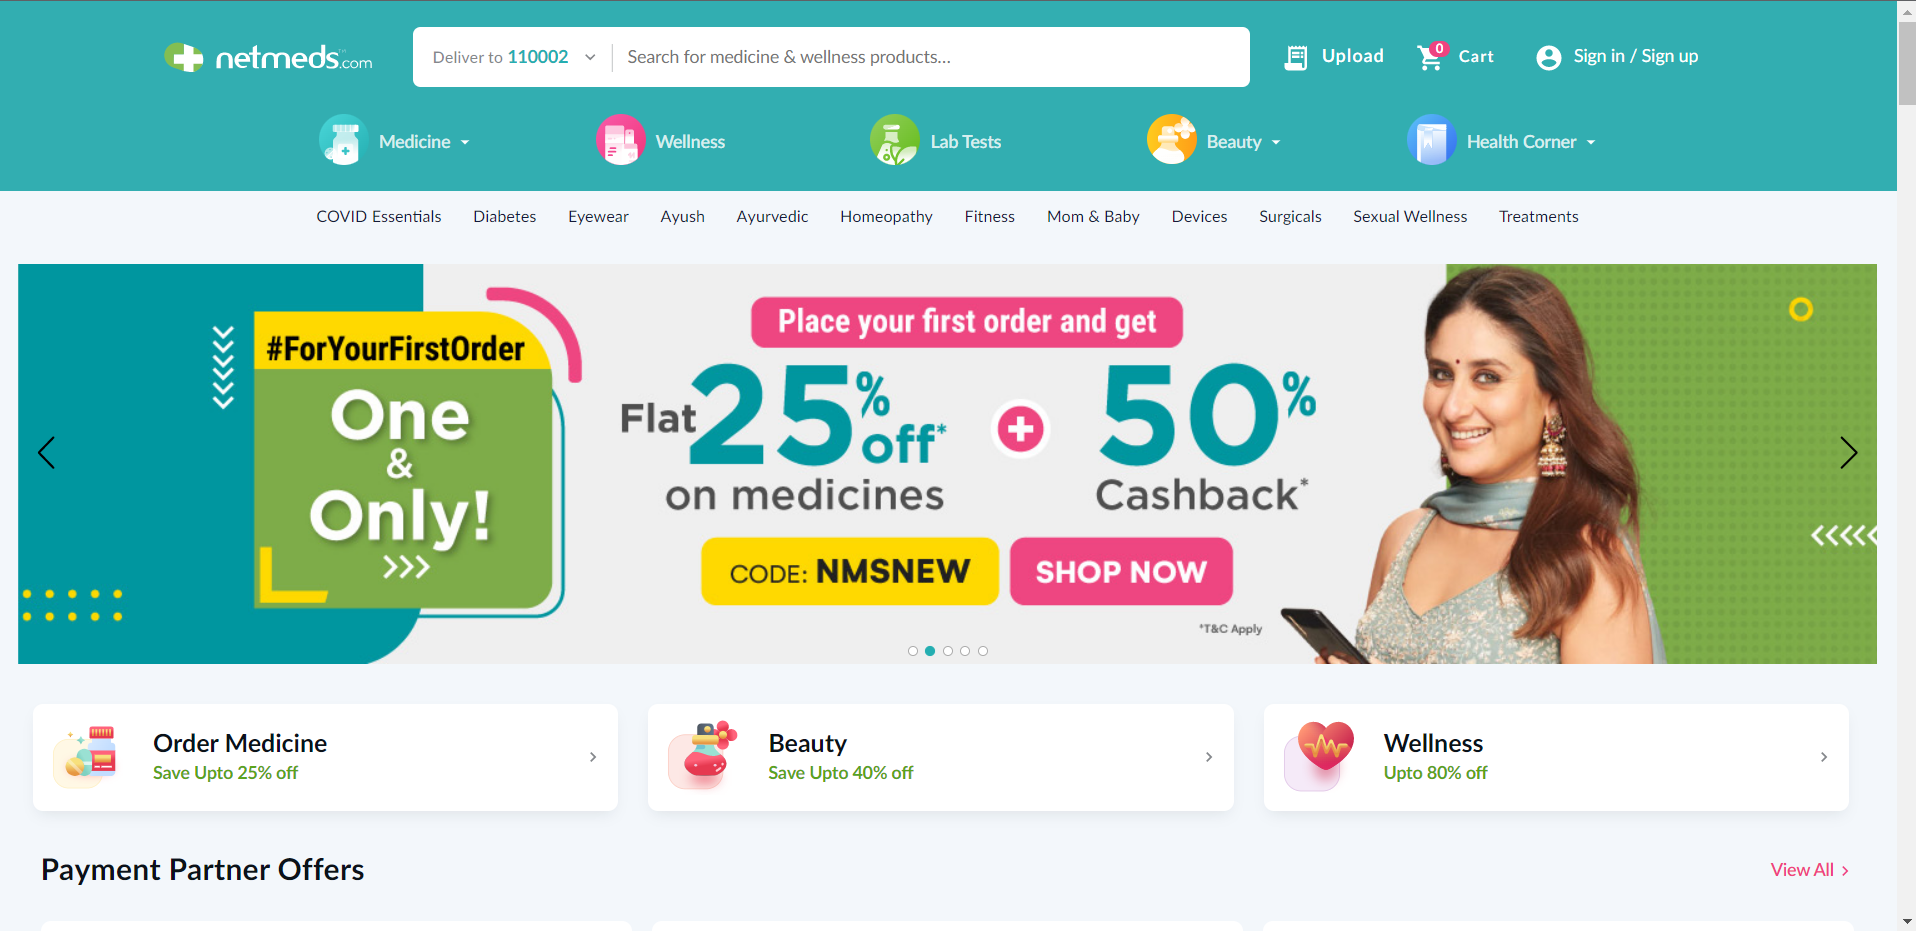 netmeds.com
Deliver to 110002
Search for medicine & wellness products...
Upload
0
Cart
Sign in / Sign up
Medicine
Wellness
Lab Tests
Beauty
Health Corner
COVID Essentials
Diabetes
Eyewear
Ayush
Ayurvedic
Homeopathy
Fitness
Mom & Baby
Devices
Surgicals
Sexual Wellness
Treatments
#ForYourFirstOrder
One
&
Only!
Place your first order and get
Flat 25% off*
on medicines
50%
Cashback*
CODE: NMSNEW
SHOP NOW
*T&C Apply
Order Medicine
Save Upto 25% off
Beauty
Save Upto 40% off
Wellness
Upto 80% off
Payment Partner Offers
View All